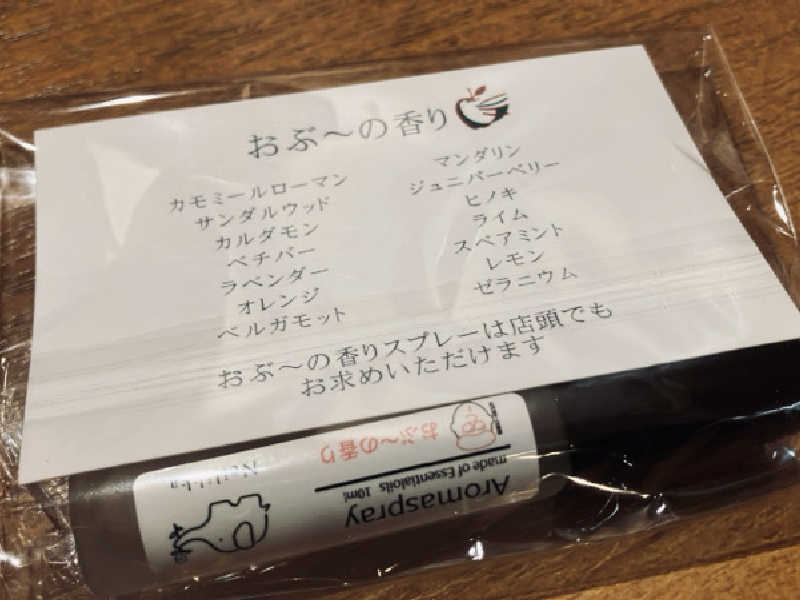 おぶ〜の香り
カモミールローマン
サンダルウッド
カルダモン
ベチバー
ラベンダー
オレンジ
ベルガモット
マンダリン
ジュニパーベリー
ヒノキ
ライム
スペアミント
レモン
ゼラニウム
おぶ〜の香りスプレーは店頭でも
お求めいただけます
Aromaspray
made of Essentialoils 10ml
おぶ〜の香り